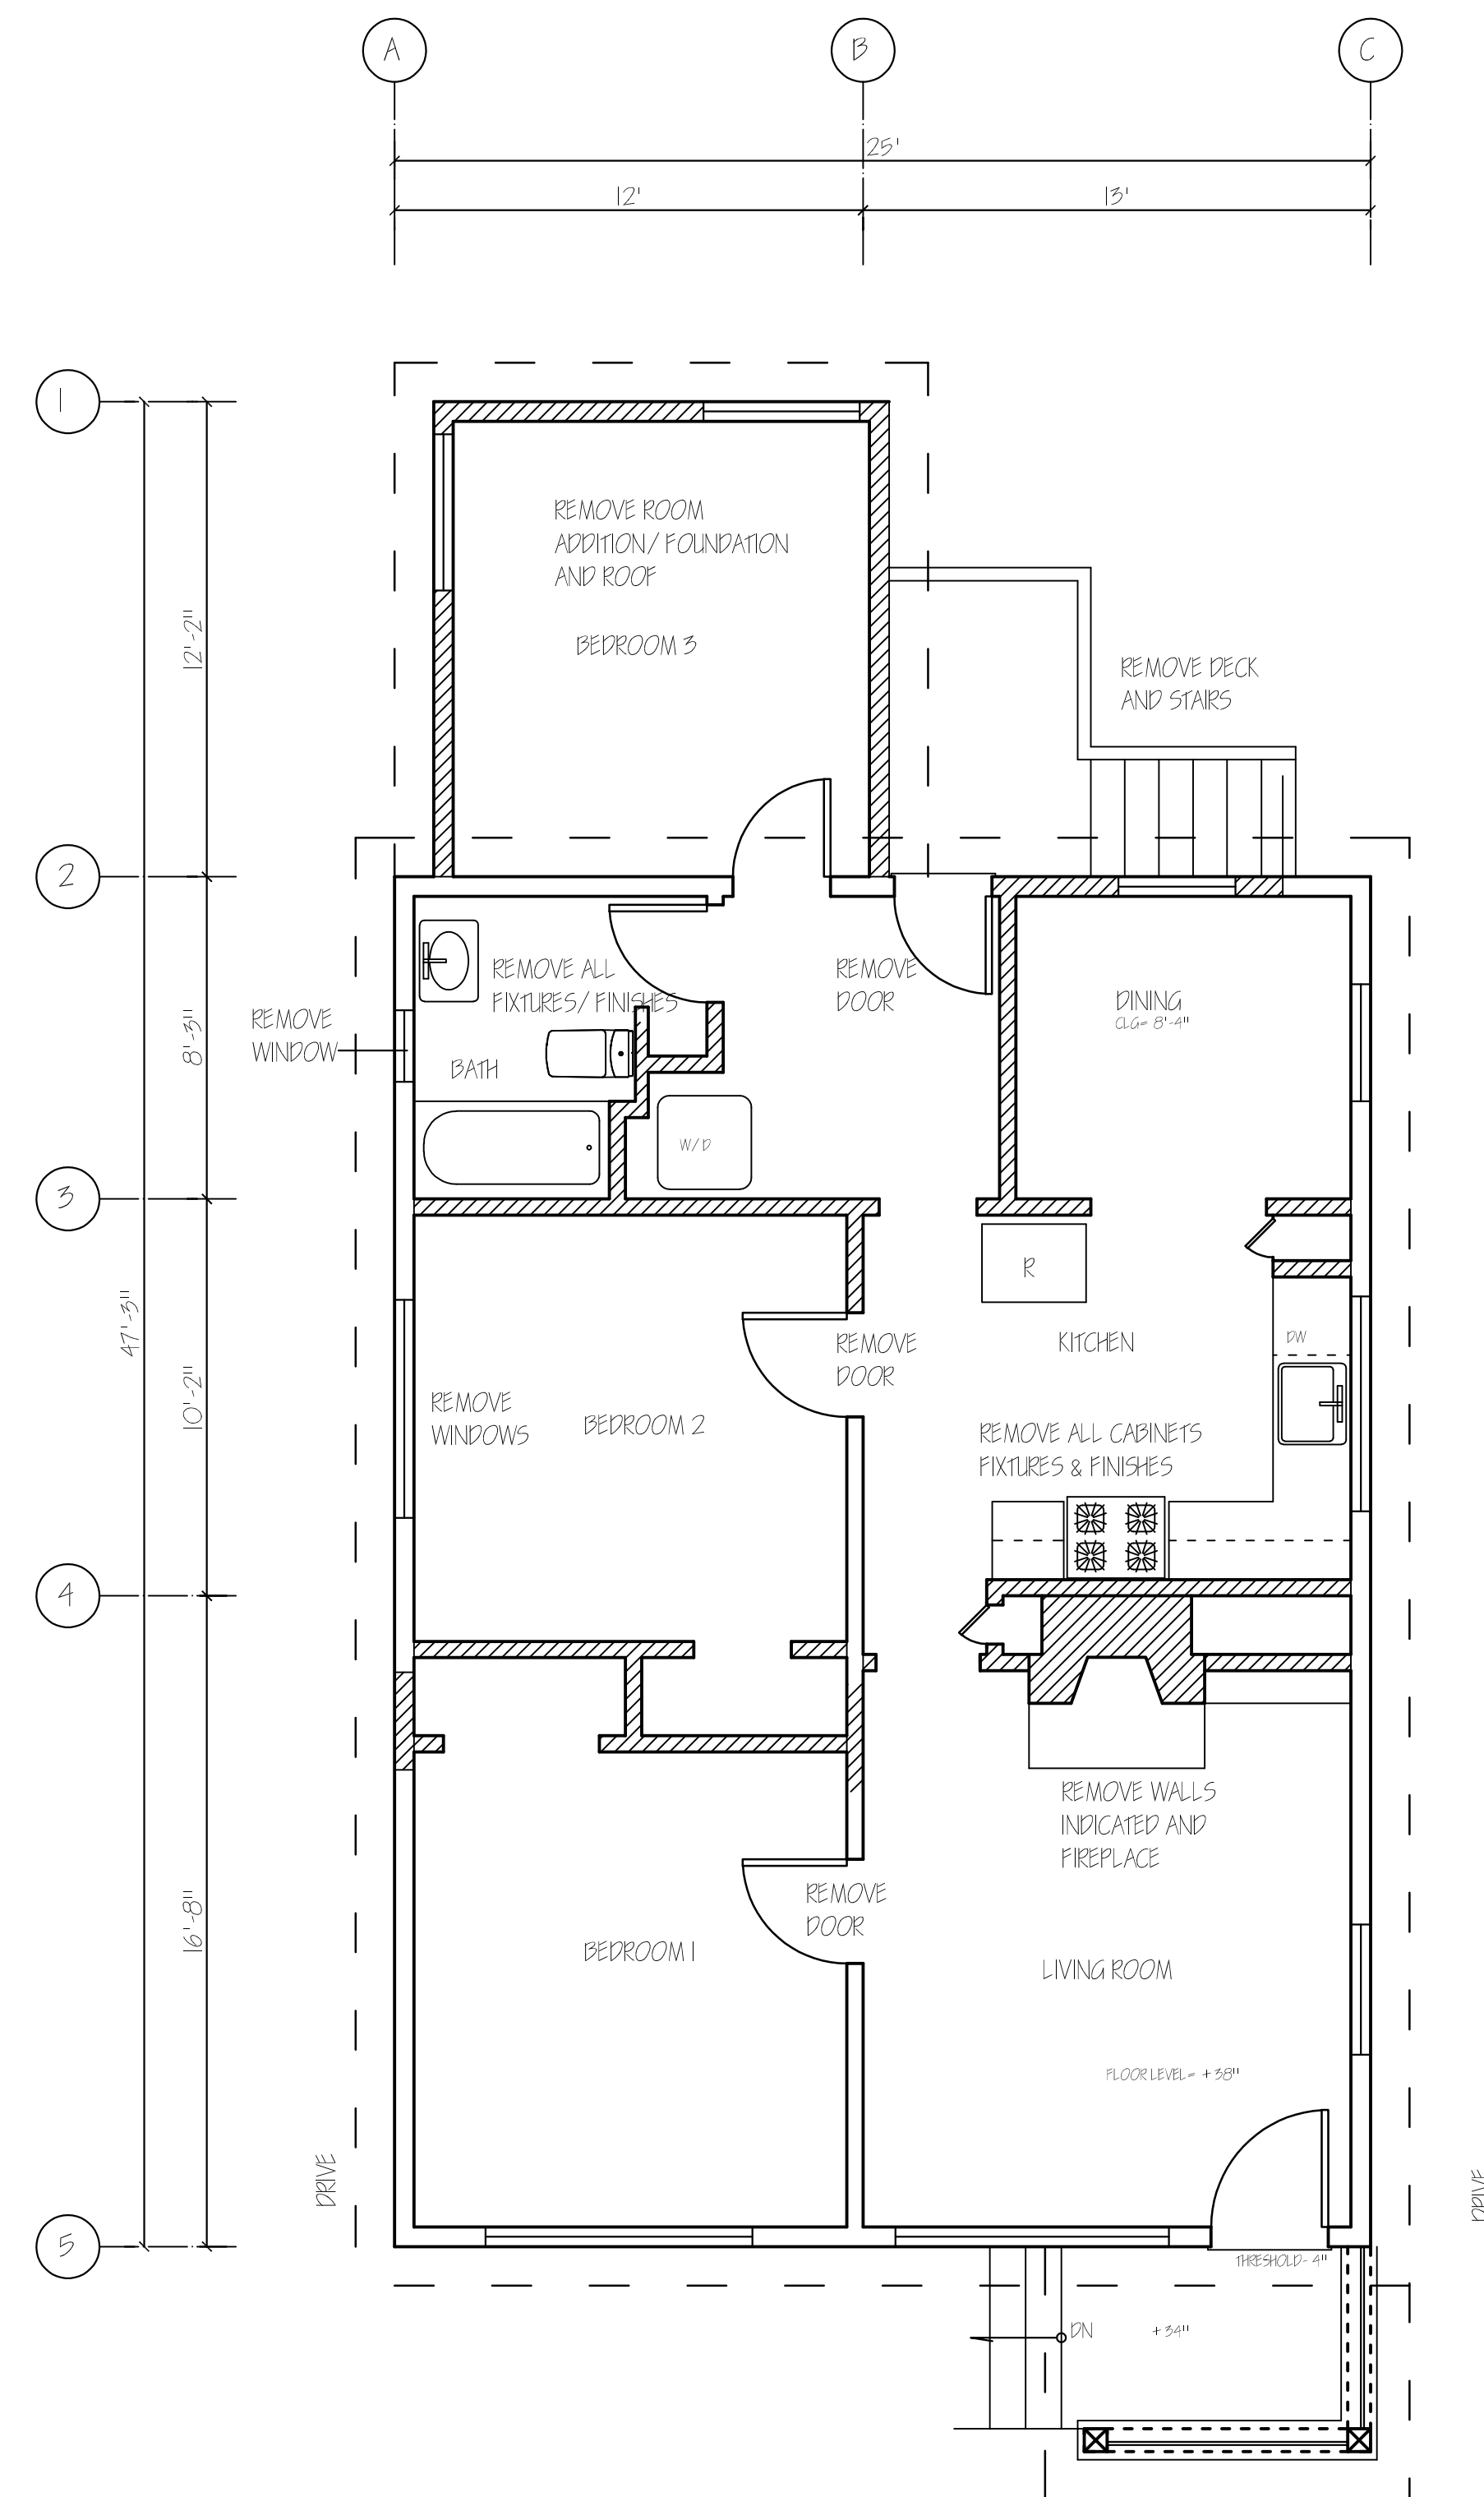 A
B
C
25'
12'
13'
1
REMOVE ROOM
ADDITION/ FOUNDATION
AND ROOF
12'-2"
BEDROOM 3
REMOVE DECK
AND STAIRS
2
REMOVE ALL
FIXTURES/ FINISHES
REMOVE
DOOR
DINING
CLG= 8'-4"
REMOVE
WINDOW
8'-3"
BATH
W/D
3
R
47'-3"
KITCHEN
DW
REMOVE
DOOR
10'-2"
REMOVE
WINDOWS
BEDROOM 2
REMOVE ALL CABINETS
FIXTURES & FINISHES
4
REMOVE WALLS
INDICATED AND
FIREPLACE
REMOVE
DOOR
16'-8"
BEDROOM 1
LIVING ROOM
FLOOR LEVEL= +38"
DRIVE
DRIVE
5
THRESHOLD- 4"
DN
+34"